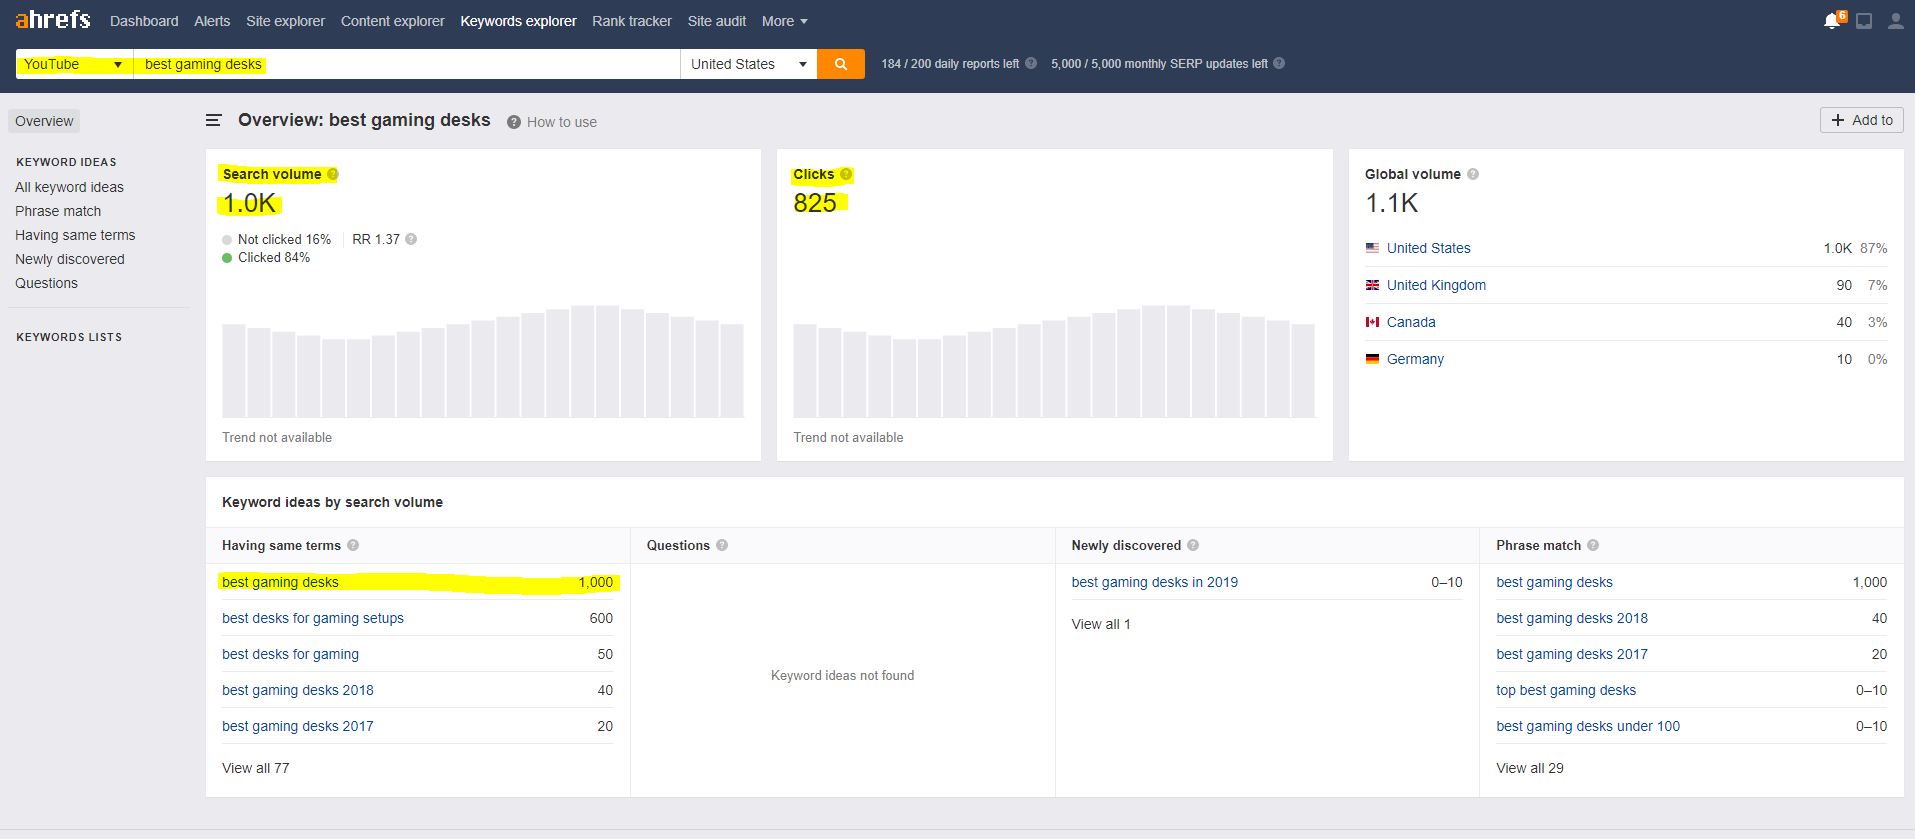 ahrefs Dashboard Alerts Site explorer Content explorer Keywords explorer Rank tracker Site audit More 6
YouTube best gaming desks United States 184 / 200 daily reports left ? 5,000 / 5,000 monthly SERP updates left ?
Overview
KEYWORD IDEAS
All keyword ideas
Phrase match
Having same terms
Newly discovered
Questions
KEYWORDS LISTS
Overview: best gaming desks ? How to use + Add to
Search volume ?
1.0K
Not clicked 16% RR 1.37 ?
Clicked 84%
Trend not available
Clicks ?
825
Trend not available
Global volume ?
1.1K
United States 1.0K 87%
United Kingdom 90 7%
Canada 40 3%
Germany 10 0%
Keyword ideas by search volume
Having same terms ?
best gaming desks 1,000
best desks for gaming setups 600
best desks for gaming 50
best gaming desks 2018 40
best gaming desks 2017 20
View all 77
Questions ?
Keyword ideas not found
Newly discovered ?
best gaming desks in 2019 0–10
View all 1
Phrase match ?
best gaming desks 1,000
best gaming desks 2018 40
best gaming desks 2017 20
top best gaming desks 0–10
best gaming desks under 100 0–10
View all 29